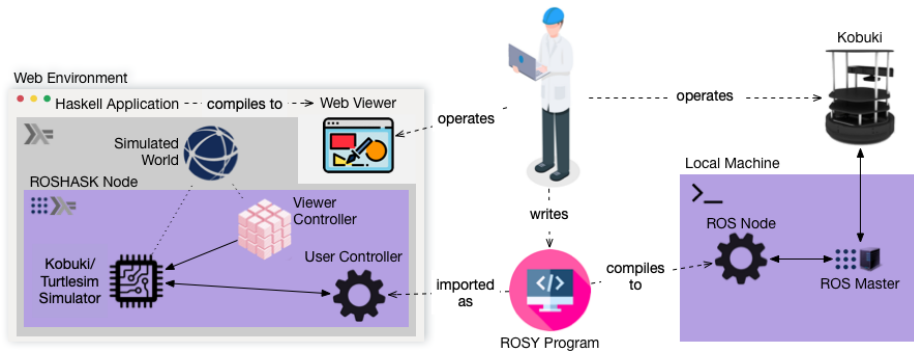 Kobuki
Web Environment
Haskell Application
compiles to
Web Viewer
operates
operates
Simulated
World
Local Machine
ROSHASK Node
Viewer
Controller
writes
ROS Node
User Controller
Kobuki/
Turtlesim
Simulator
imported
as
compiles
to
ROS Master
ROSY Program